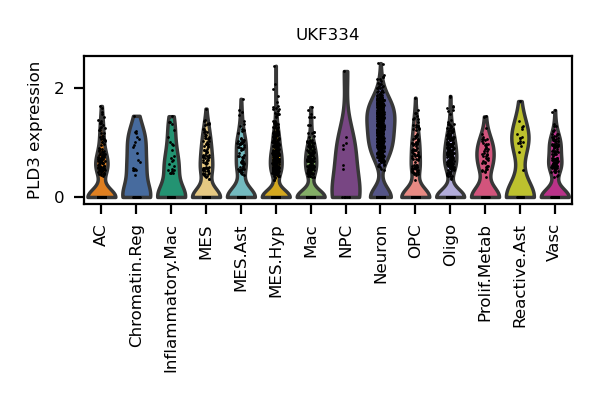 UKF334
PLD3 expression
2
0
AC
Chromatin.Reg
Inflammatory.Mac
MES
MES.Ast
MES.Hyp
Mac
NPC
Neuron
OPC
Oligo
Prolif.Metab
Reactive.Ast
Vasc